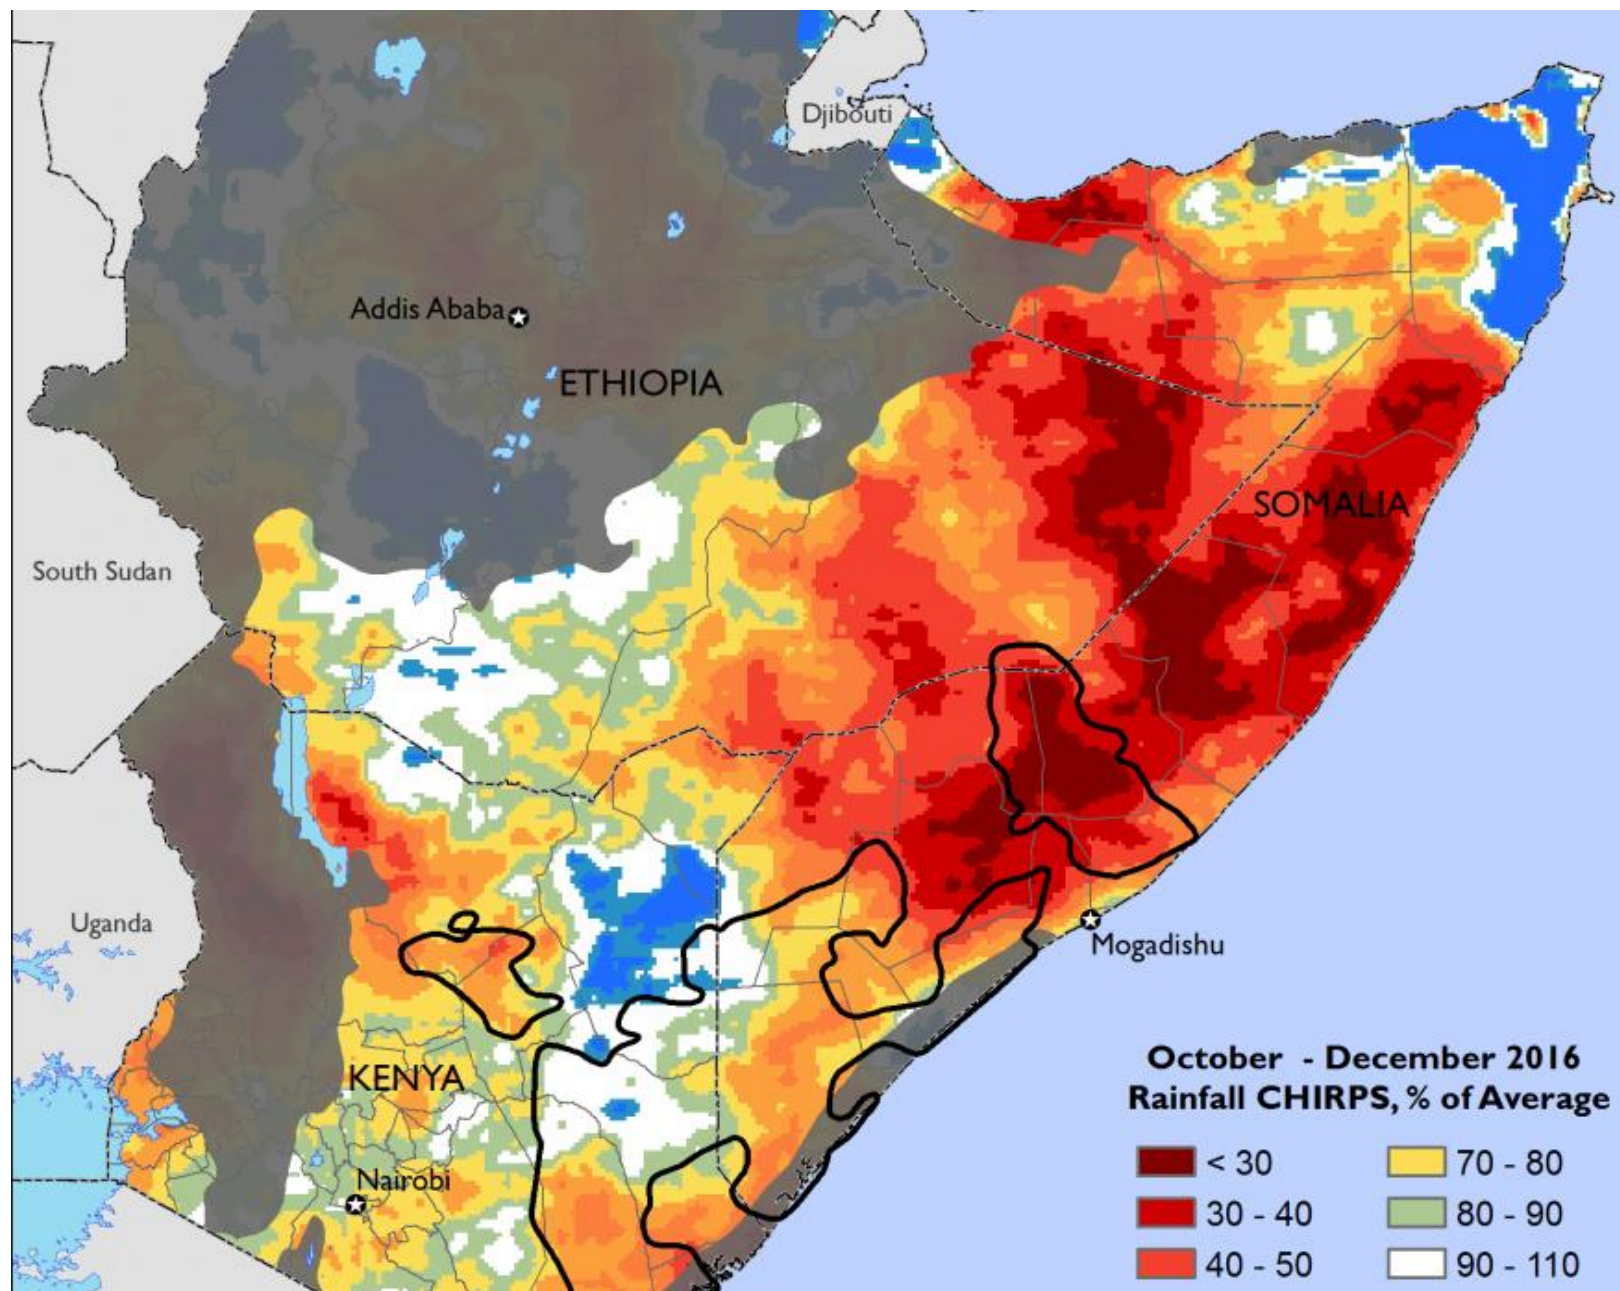 Djibouti
Addis Ababa
ETHIOPIA
SOMALIA
South Sudan
Uganda
Mogadishu
KENYA
Nairobi
October - December 2016
Rainfall CHIRPS, % of Average
< 30
70 - 80
30 - 40
80 - 90
40 - 50
90 - 110